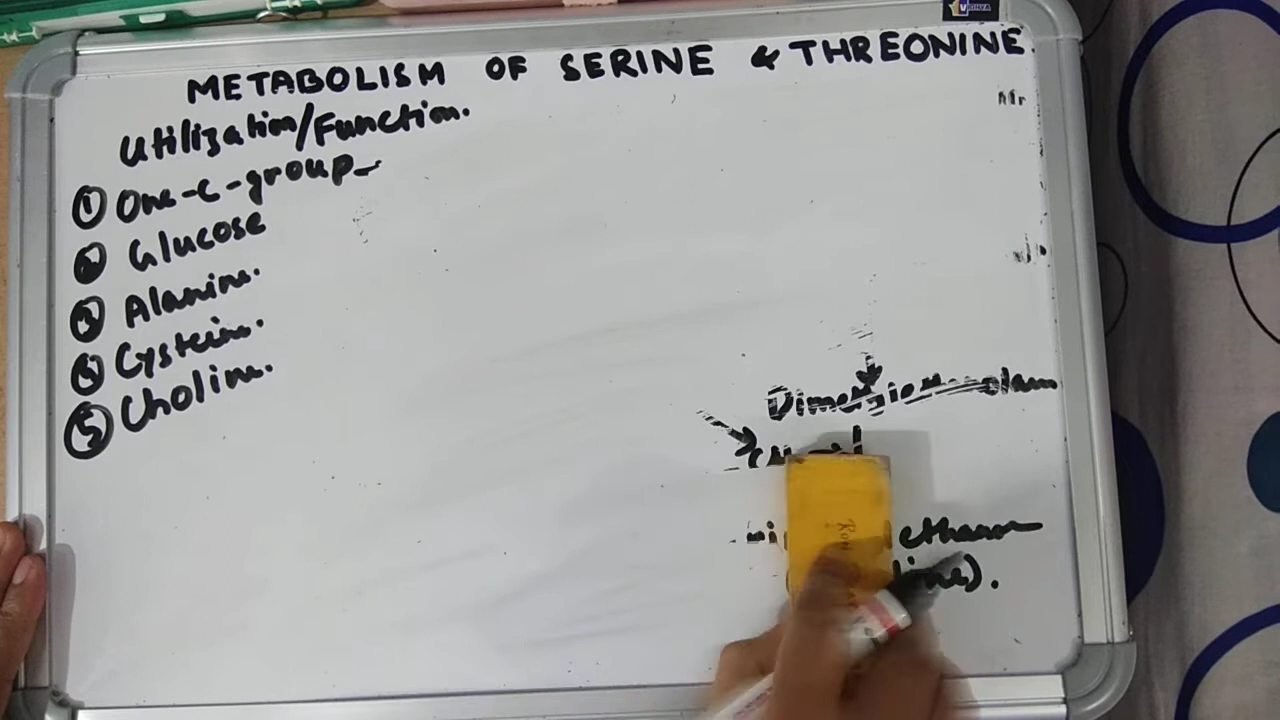 METABOLISM OF SERINE & THREONINE.
Utilization/Function.
① One-C-group
② Glucose
③ Alanine.
④ Cysteine.
⑤ Choline.